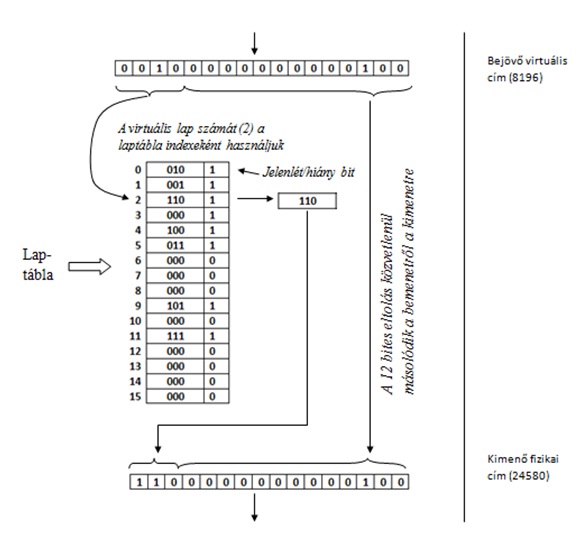 0 0 1 0 0 0 0 0 0 0 0 0 0 0 1 0 0
Bejövő virtuális
cím (8196)
A virtuális lap számát (2) a
laptábla indexeként használjuk
0 010 1
Jelenlét/hiány bit
1 001 1
2 110 1
110
3 000 1
4 100 1
5 011 1
6 000 0
7 000 0
8 000 0
9 101 1
10 000 0
11 111 1
12 000 0
13 000 0
14 000 0
15 000 0
Lap-
tábla
A 12 bites eltolás közvetlenül
másolódik a bemenetről a kimenetre
1 1 0 0 0 0 0 0 0 0 0 0 0 1 0 0
Kimenő fizikai
cím (24580)